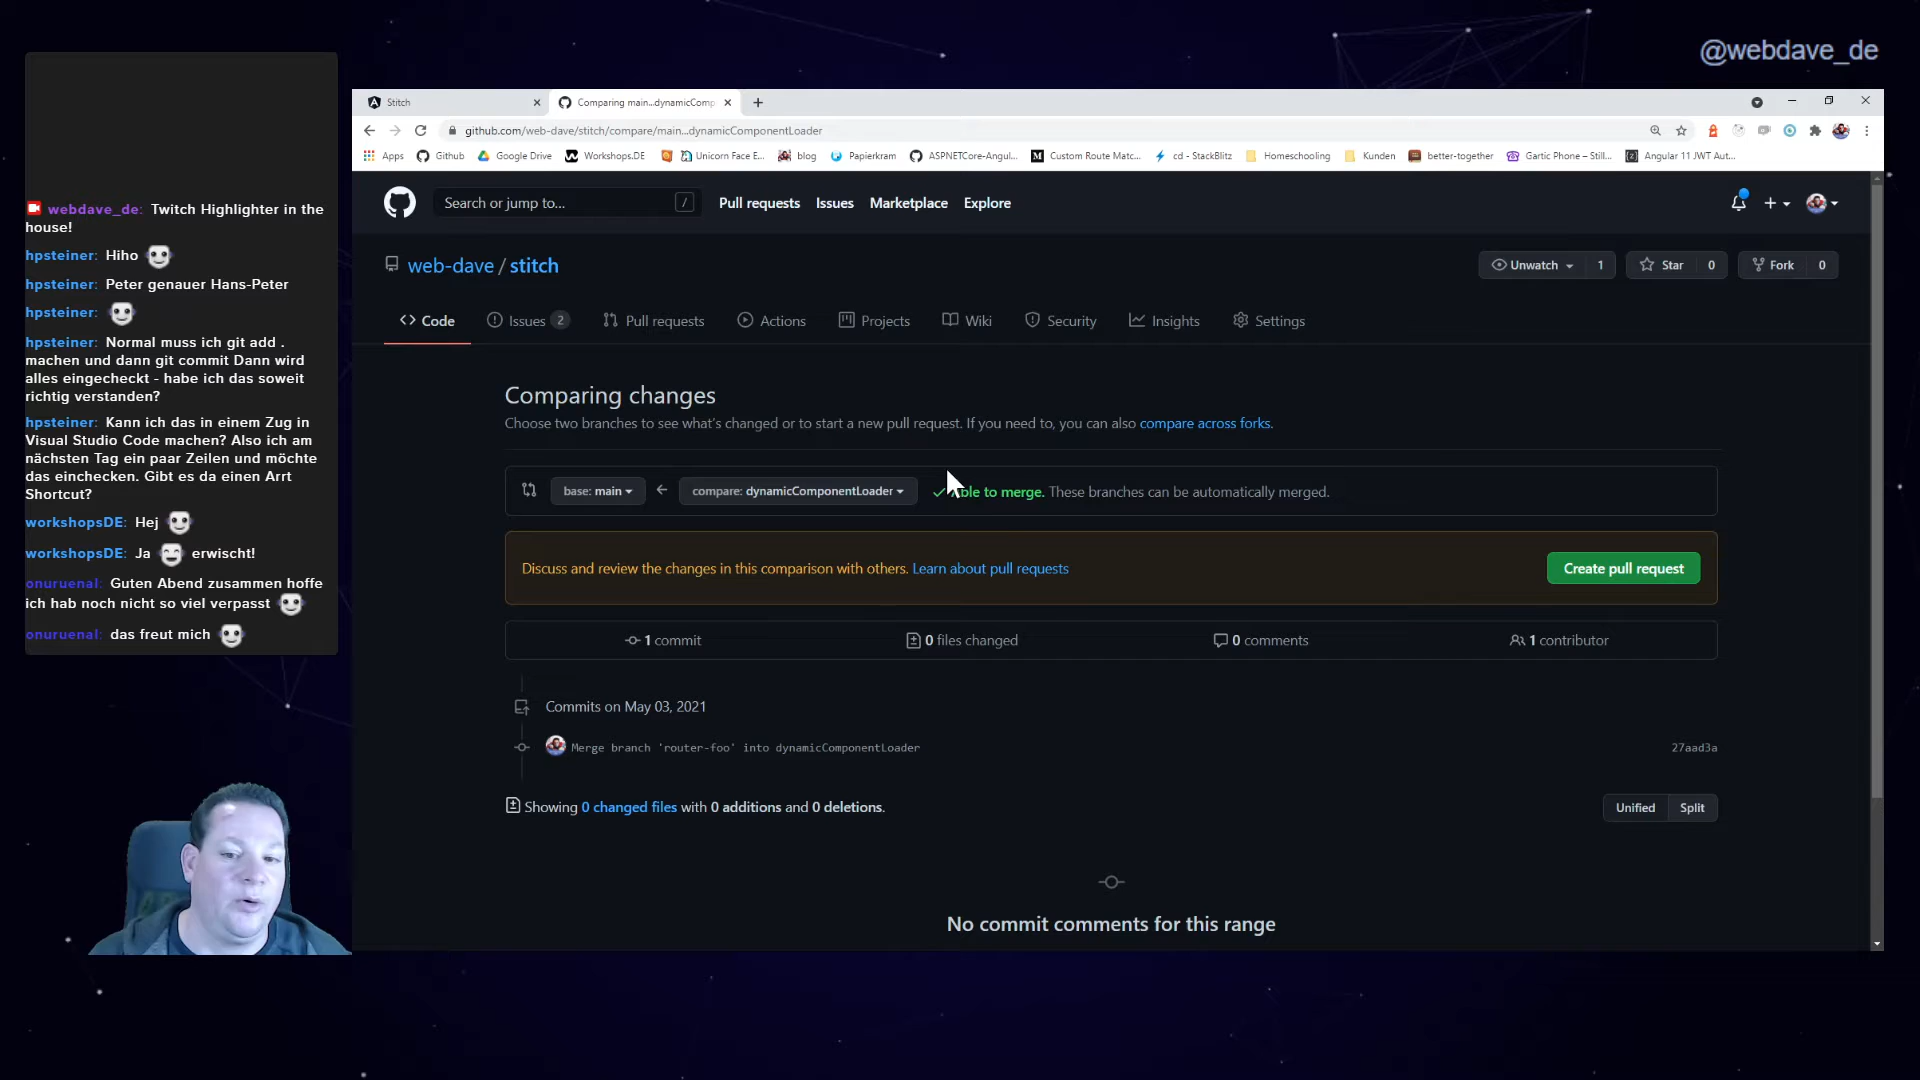 @webdave_de
webdave_de: Twitch Highlighter in the
house!
hpsteiner: Hiho
hpsteiner: Peter genauer Hans-Peter
hpsteiner:
hpsteiner: Normal muss ich git add .
machen und dann git commit Dann wird
alles eingecheckt - habe ich das soweit
richtig verstanden?
hpsteiner: Kann ich das in einem Zug in
Visual Studio Code machen? Also ich am
nächsten Tag ein paar Zeilen und möchte
das einchecken. Gibt es da einen Arrt
Shortcut?
workshopsDE: Hej
workshopsDE: Ja erwischt!
onuruenal: Guten Abend zusammen hoffe
ich hab noch nicht so viel verpasst
onuruenal: das freut mich
Stitch Comparing main...dynamicComp
github.com/web-dave/stitch/compare/main...dynamicComponentLoader
Apps Github Google Drive Workshops.DE Unicorn Face E... blog Papierkram ASPNETCore-Angul... Custom Route Matc... cd - StackBlitz Homeschooling Kunden better-together Gartic Phone – Still... Angular 11 JWT Aut...
Search or jump to... / Pull requests Issues Marketplace Explore
web-dave / stitch Unwatch 1 Star 0 Fork 0
Code Issues 2 Pull requests Actions Projects Wiki Security Insights Settings
Comparing changes
Choose two branches to see what's changed or to start a new pull request. If you need to, you can also compare across forks.
base: main compare: dynamicComponentLoader Able to merge. These branches can be automatically merged.
Discuss and review the changes in this comparison with others. Learn about pull requests Create pull request
1 commit 0 files changed 0 comments 1 contributor
Commits on May 03, 2021
Merge branch 'router-foo' into dynamicComponentLoader 27aad3a
Showing 0 changed files with 0 additions and 0 deletions. Unified Split
No commit comments for this range